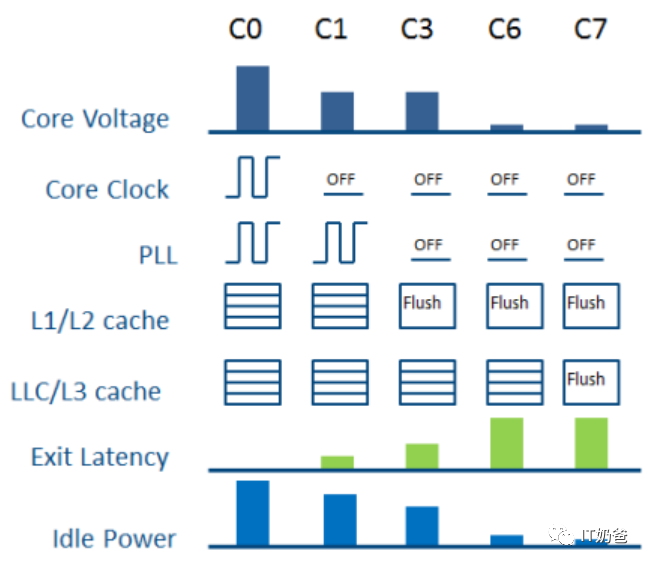 C0 C1 C3 C6 C7
Core Voltage
Core Clock OFF OFF OFF OFF
PLL OFF OFF OFF
L1/L2 cache Flush Flush Flush
LLC/L3 cache Flush
Exit Latency
Idle Power
IT奶爸